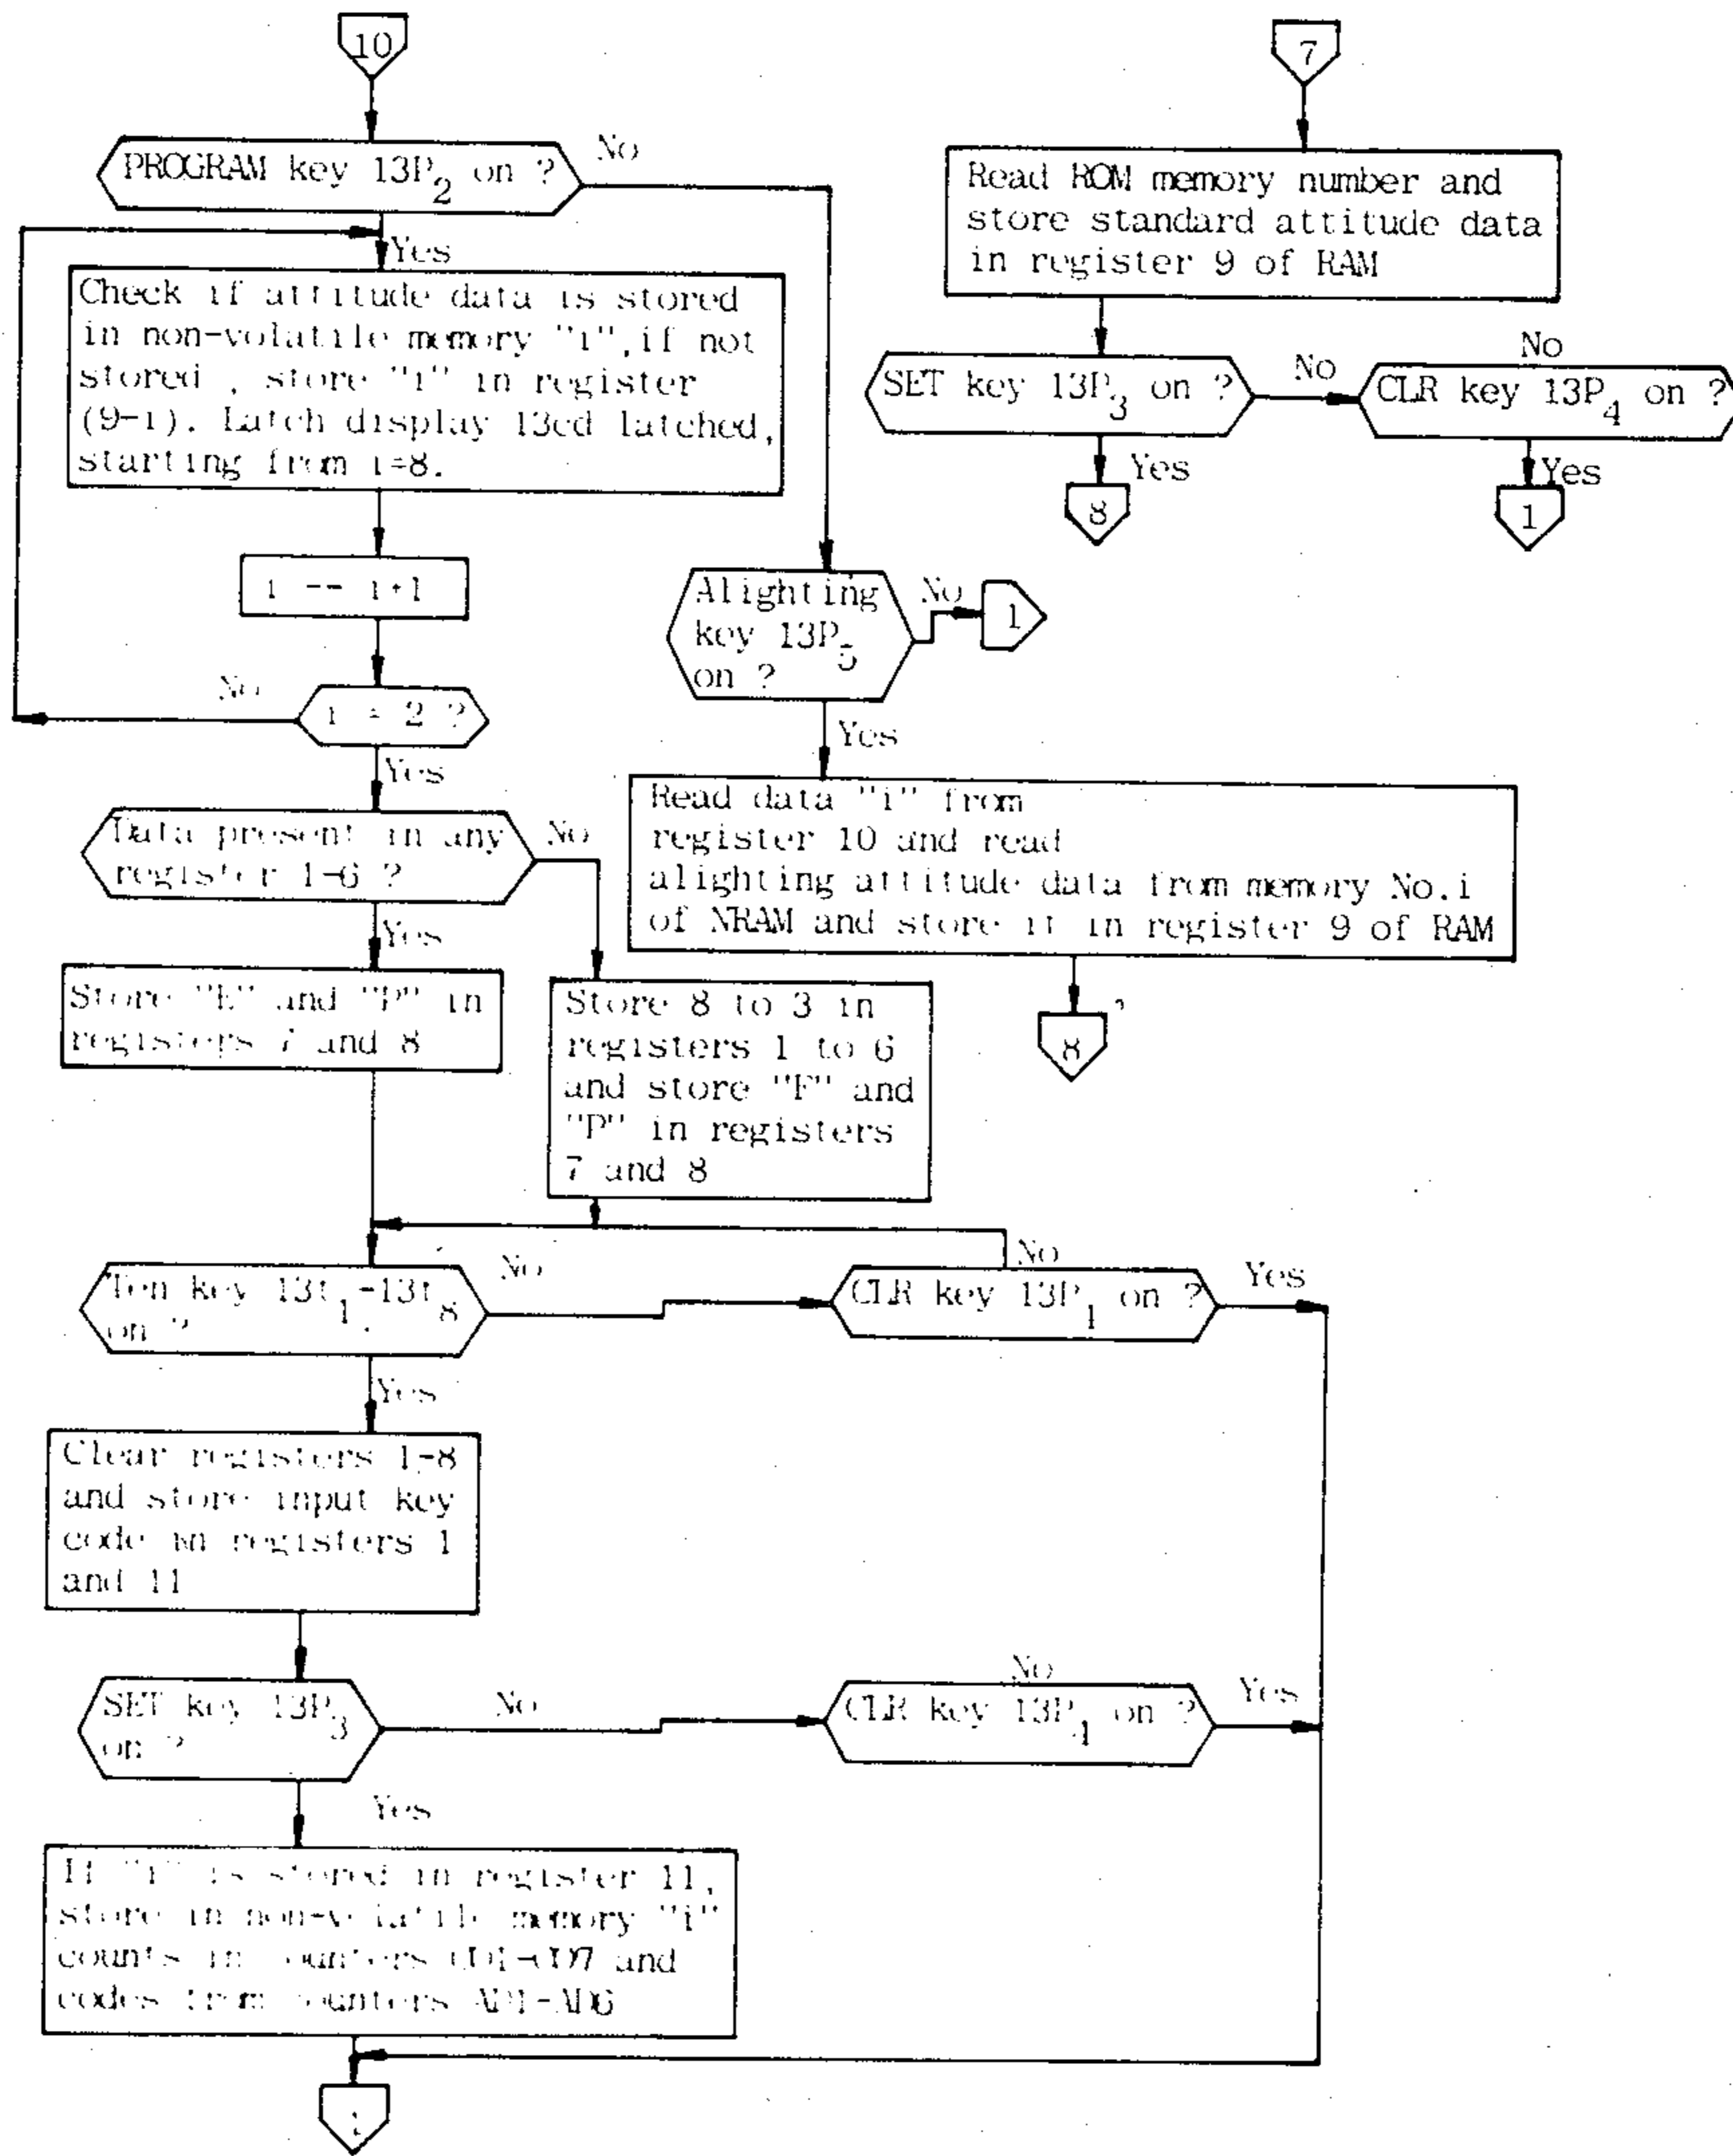 10
PROGRAM key 13P2 on ?
No
Yes
Check if attitude data is stored
in non-volatile memory "i", if not
stored , store "i" in register
(9-i). Latch display 13cd latched,
starting from i=8.
No
Yes
Data present in any
register 1-6 ?
No
Yes
Store "E" and "P" in
registers 7 and 8
Store 8 to 3 in
registers 1 to 6
and store "F" and
"P" in registers
7 and 8
Ten key 13t1-13t8
on ?
No
CLR key 13P on ?
No
Yes
Yes
Clear registers 1-8
and store input key
code in registers 1
and 11
SET key 13P3
on ?
No
CLR key 13P4 on ?
No
Yes
Yes
If "i" is stored in register 11,
store in non-volatile memory "i"
counts in counters CD1-CD7 and
codes from counters AD1-AD6
1
Alighting
key 13P5
on ?
No
1
Yes
Read data "i" from
register 10 and read
alighting attitude data from memory No.i
of NRAM and store it in register 9 of RAM
8
7
Read ROM memory number and
store standard attitude data
in register 9 of RAM
SET key 13P3 on ?
No
Yes
8
No
CLR key 13P4 on ?
Yes
1